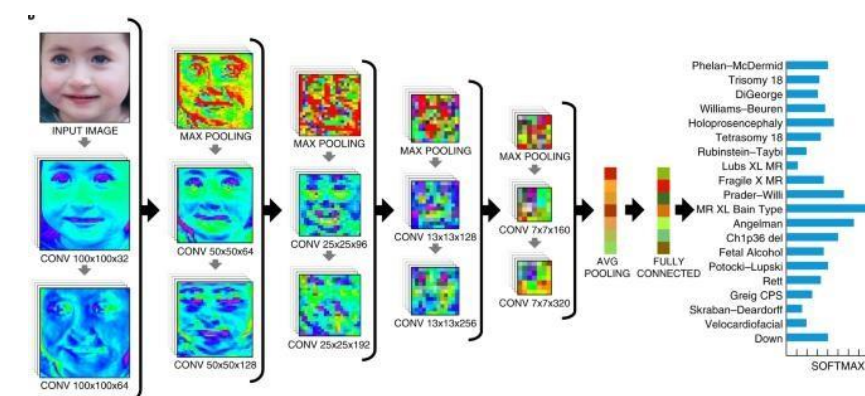 INPUT IMAGE
CONV 100x100x32
CONV 100x100x64
MAX POOLING
CONV 50x50x64
CONV 50x50x128
MAX POOLING
CONV 25x25x96
CONV 25x25x192
MAX POOLING
CONV 13x13x128
CONV 13x13x256
MAX POOLING
CONV 7x7x160
CONV 7x7x320
AVG
POOLING
FULLY
CONNECTED
Phelan–McDermid
Trisomy 18
DiGeorge
Williams–Beuren
Holoprosencephaly
Tetrasomy 18
Rubinstein–Taybi
Lubs XL MR
Fragile X MR
Prader–Willi
MR XL Bain Type
Angelman
Ch1p36 del
Fetal Alcohol
Potocki–Lupski
Rett
Greig CPS
Skraban–Deardorff
Velocardiofacial
Down
SOFTMAX